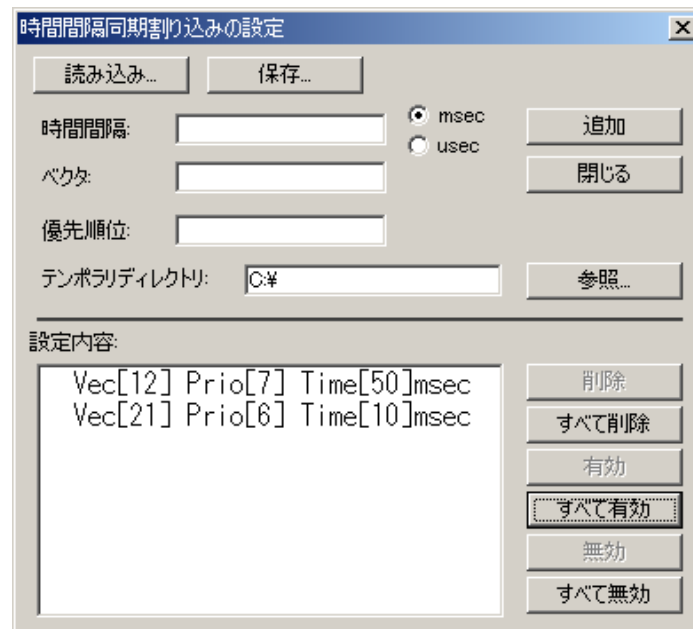 時間間隔同期割り込みの設定
読み込み... 保存...
時間間隔: msec usec 追加
ベクタ: 閉じる
優先順位:
テンポラリディレクトリ: C:¥ 参照...
設定内容:
Vec[12] Prio[7] Time[50]msec
Vec[21] Prio[6] Time[10]msec
削除
すべて削除
有効
すべて有効
無効
すべて無効